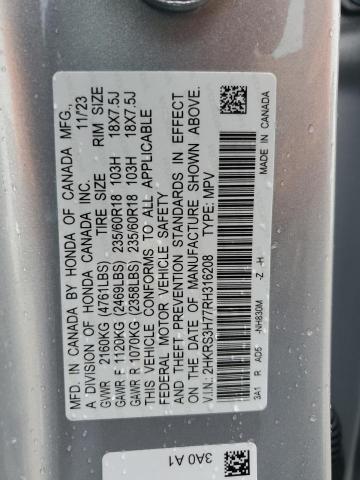 MFD. IN CANADA BY HONDA OF CANADA MFG.,
A DIVISION OF HONDA CANADA INC. 11/23
TIRE SIZE RIM SIZE
GVWR 2160KG (4761LBS)
GAWR F 1120KG (2469LBS) 235/60R18 103H 18X7.5J
GAWR R 1070KG (2358LBS) 235/60R18 103H 18X7.5J
THIS VEHICLE CONFORMS TO ALL APPLICABLE
FEDERAL MOTOR VEHICLE SAFETY
AND THEFT PREVENTION STANDARDS IN EFFECT
ON THE DATE OF MANUFACTURE SHOWN ABOVE.
V.I.N: 2HKRS3H77RH316208 TYPE: MPV
MADE IN CANADA
3A1 R AD5 -NH830M -Z -H
3A0 A1